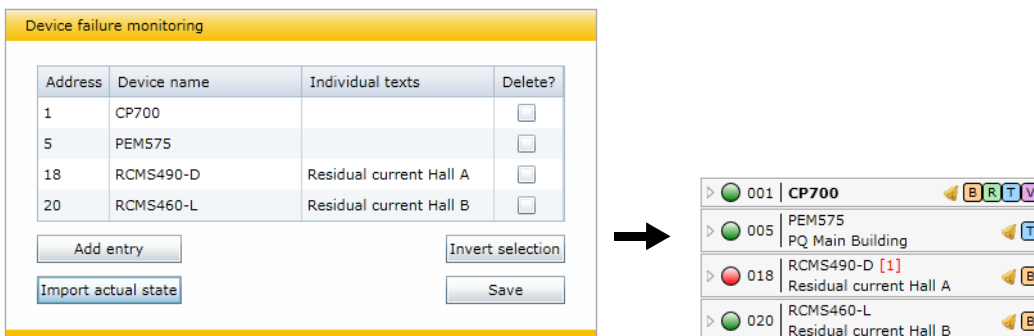 Device failure monitoring
Address Device name Individual texts Delete?
1 CP700
5 PEM575
18 RCMS490-D Residual current Hall A
20 RCMS460-L Residual current Hall B
Add entry Invert selection
Import actual state Save
001 CP700 B R T V
005 PEM575 T
PQ Main Building
018 RCMS490-D [1] B
Residual current Hall A
020 RCMS460-L B
Residual current Hall B